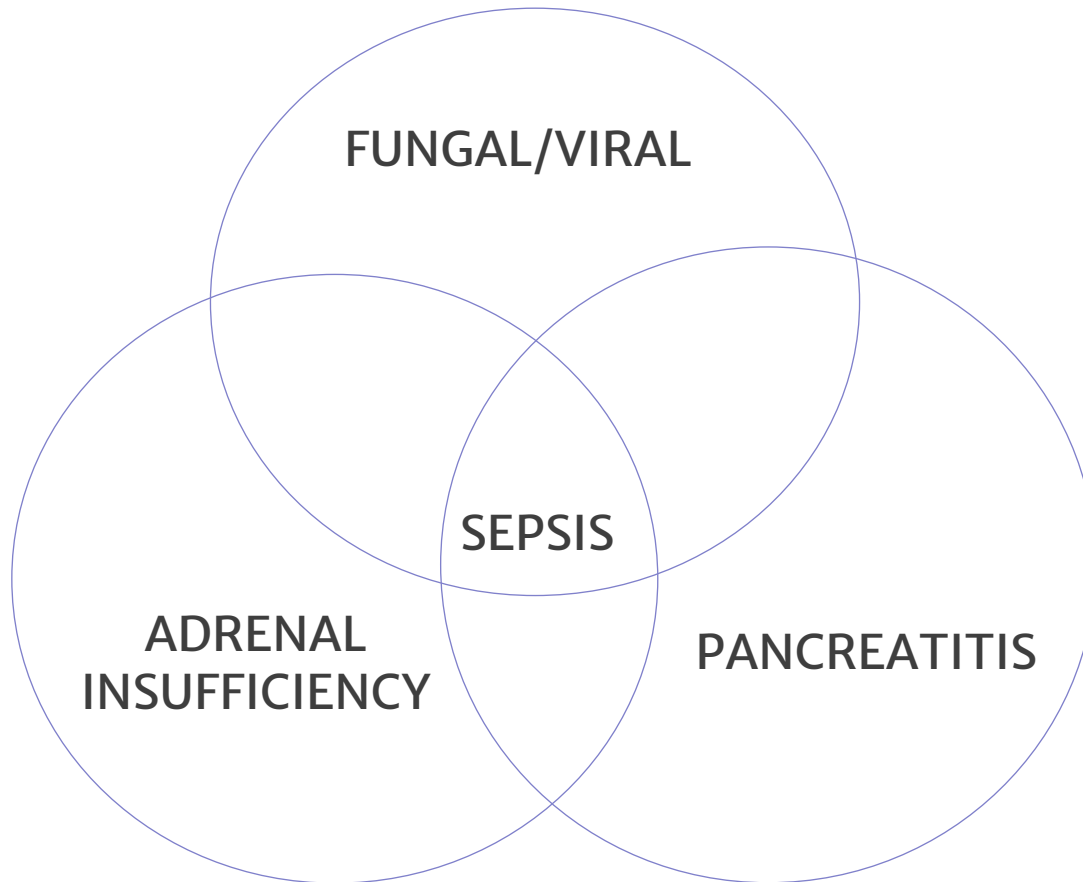 FUNGAL/VIRAL
SEPSIS
ADRENAL
INSUFFICIENCY
PANCREATITIS